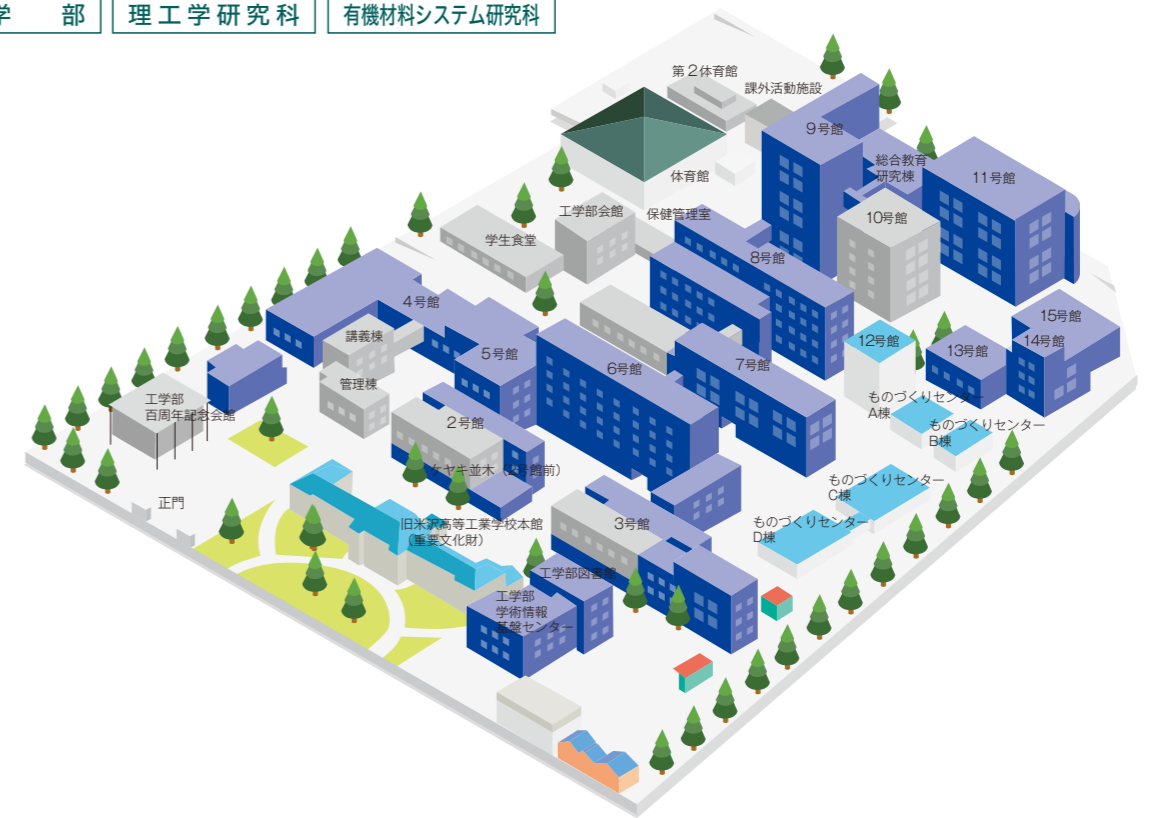 学　部
理工学研究科
有機材料システム研究科
第２体育館
課外活動施設
9号館
総合教育
研究棟
11号館
体育館
10号館
工学部会館
保健管理室
学生食堂
8号館
4号館
講義棟
5号館
6号館
7号館
12号館
13号館
14号館
15号館
管理棟
工学部
百周年記念会館
2号館
ケヤキ並木（2号館前）
ものづくりセンター
A棟
ものづくりセンター
B棟
ものづくりセンター
C棟
ものづくりセンター
D棟
正門
旧米沢高等工業学校本館
（重要文化財）
3号館
工学部図書館
工学部
学術情報
基盤センター